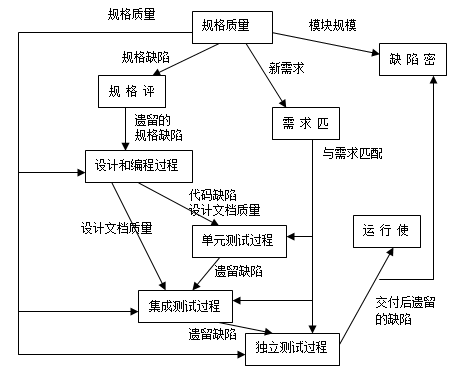 规格质量
规格质量
模块规模
规格缺陷
新需求
缺陷密
规 格 评
遗留的
规格缺陷
需 求 匹
设计和编程过程
与需求匹配
代码缺陷
设计文档质量
设计文档质量
单元测试过程
运 行 使
遗留缺陷
集成测试过程
交付后遗留
的缺陷
遗留缺陷
独立测试过程